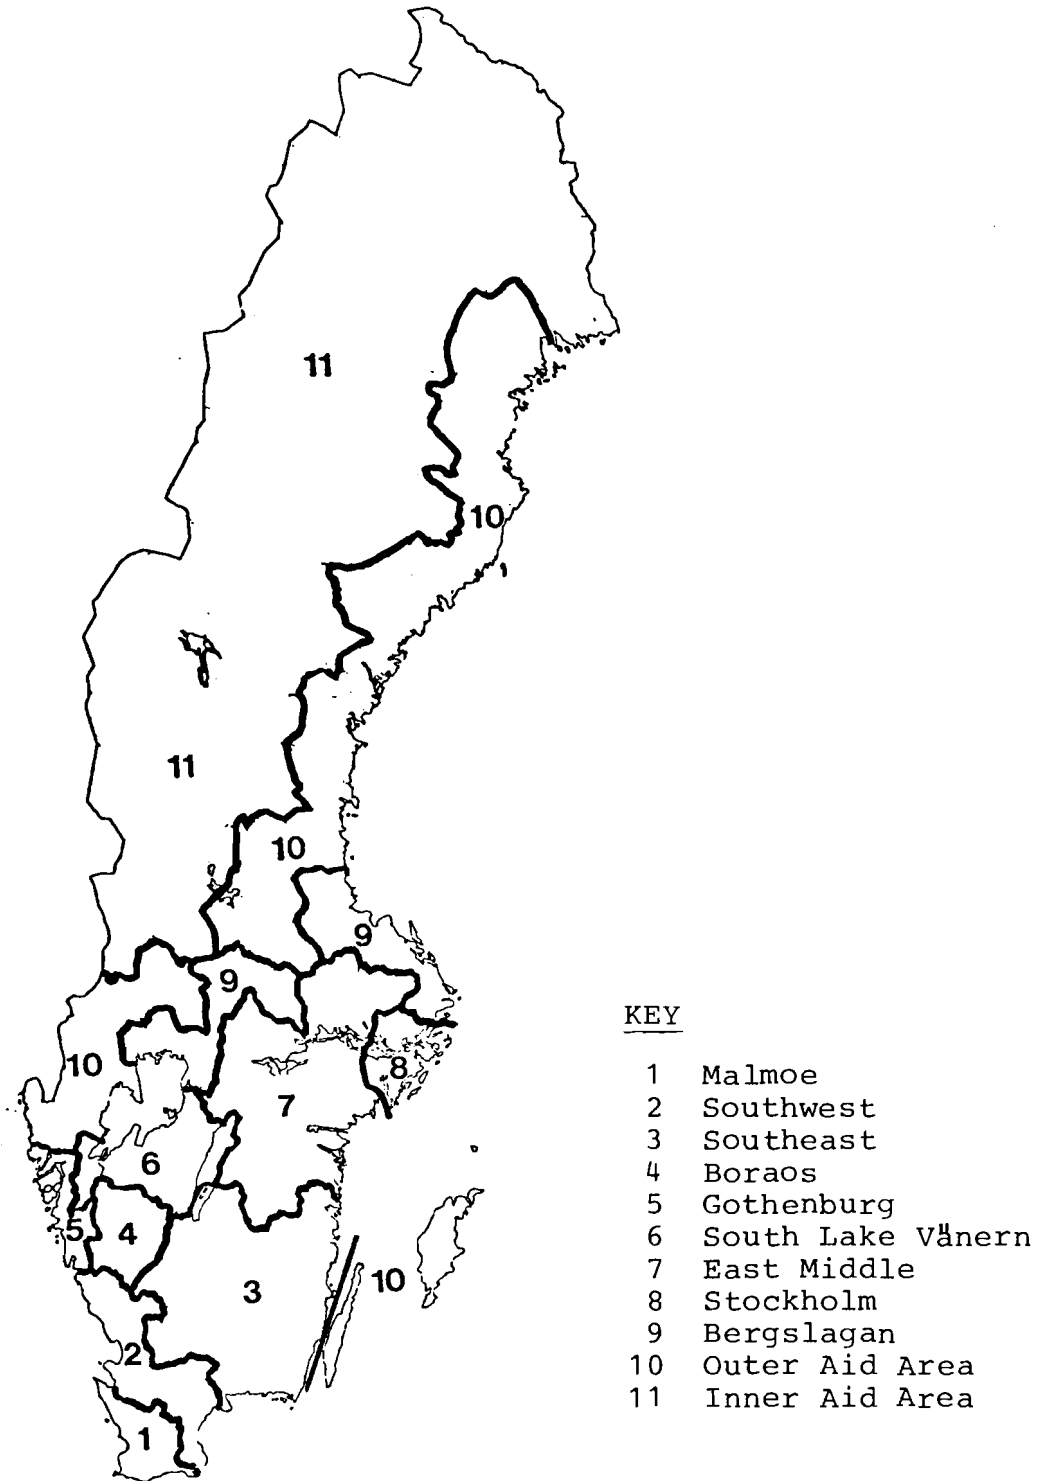 11
10
11
10
9
9
10
8
7
6
5
4
3
10
2
1
KEY
1 Malmoe
2 Southwest
3 Southeast
4 Boraos
5 Gothenburg
6 South Lake Vänern
7 East Middle
8 Stockholm
9 Bergslagan
10 Outer Aid Area
11 Inner Aid Area